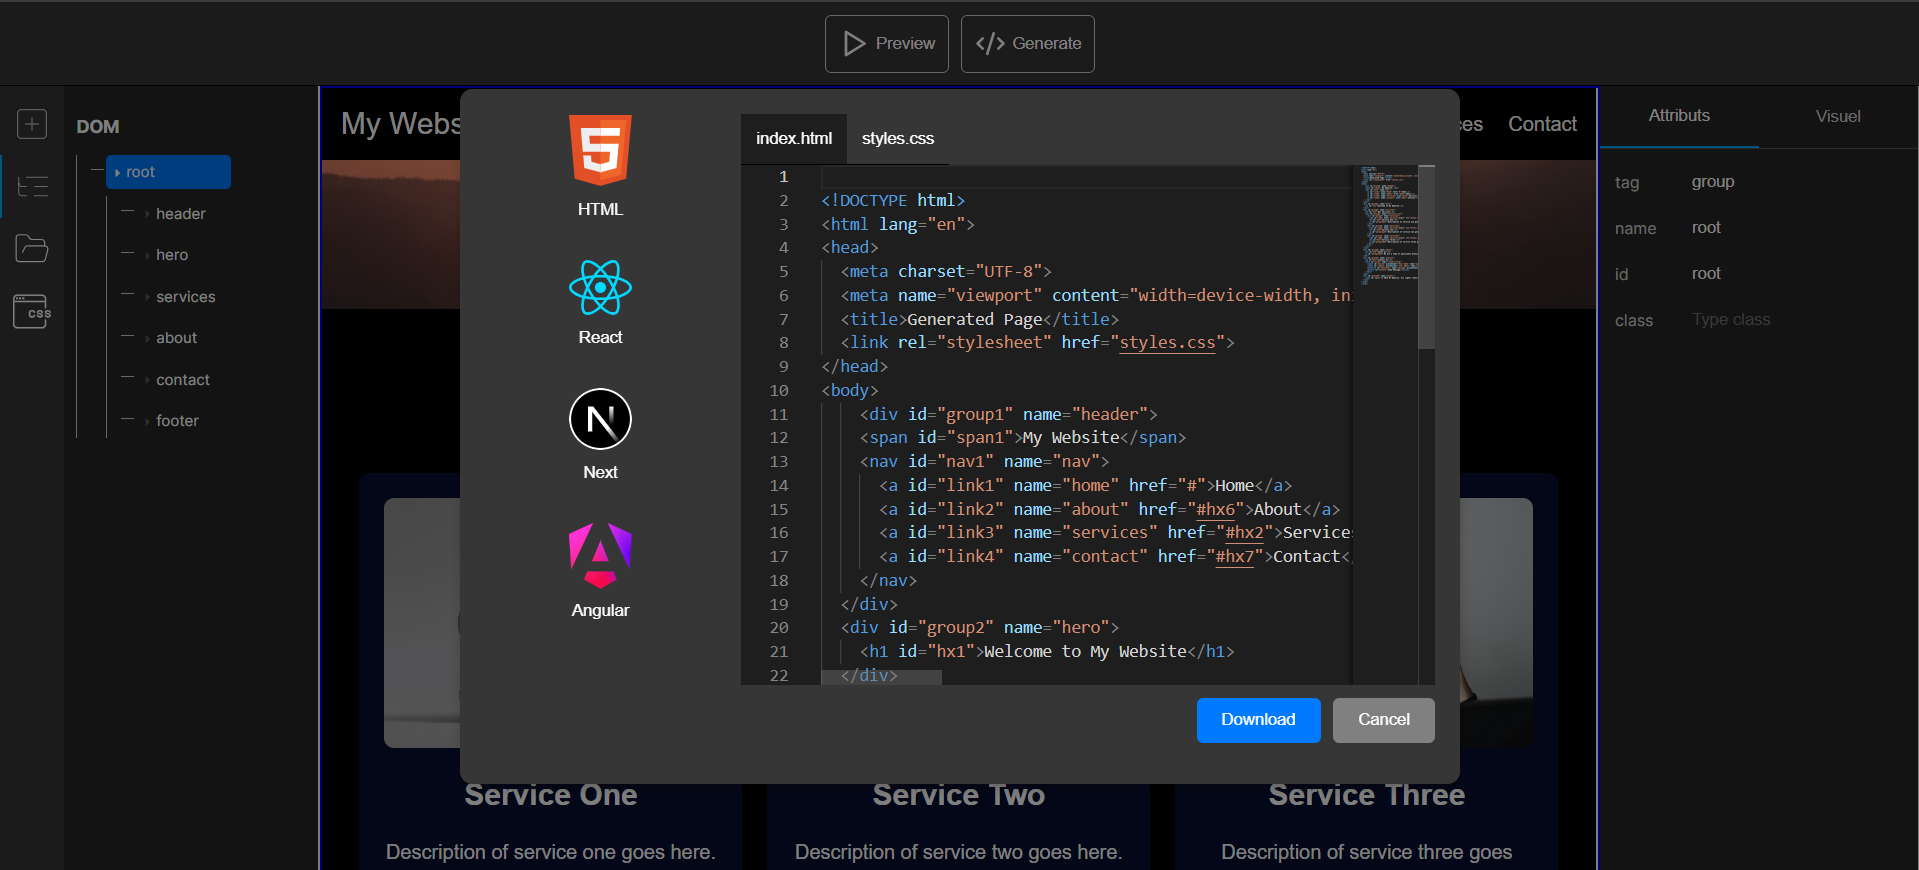 Preview
Generate
DOM
root
header
hero
services
about
contact
css
footer
My Webs
ces
Contact
HTML
React
Next
Angular
index.html
styles.css
1
2 <!DOCTYPE html>
3 <html lang="en">
4 <head>
5 <meta charset="UTF-8">
6 <meta name="viewport" content="width=device-width, in
7 <title>Generated Page</title>
8 <link rel="stylesheet" href="styles.css">
9 </head>
10 <body>
11 <div id="group1" name="header">
12 <span id="span1">My Website</span>
13 <nav id="nav1" name="nav">
14 <a id="link1" name="home" href="#">Home</a>
15 <a id="link2" name="about" href="#hx6">About</a>
16 <a id="link3" name="services" href="#hx2">Services
17 <a id="link4" name="contact" href="#hx7">Contact</
18 </nav>
19 </div>
20 <div id="group2" name="hero">
21 <h1 id="hx1">Welcome to My Website</h1>
22 </div>
Download
Cancel
Service One
Service Two
Service Three
Description of service one goes here.
Description of service two goes here.
Description of service three goes
Attributs
Visuel
tag group
name root
id root
class Type class